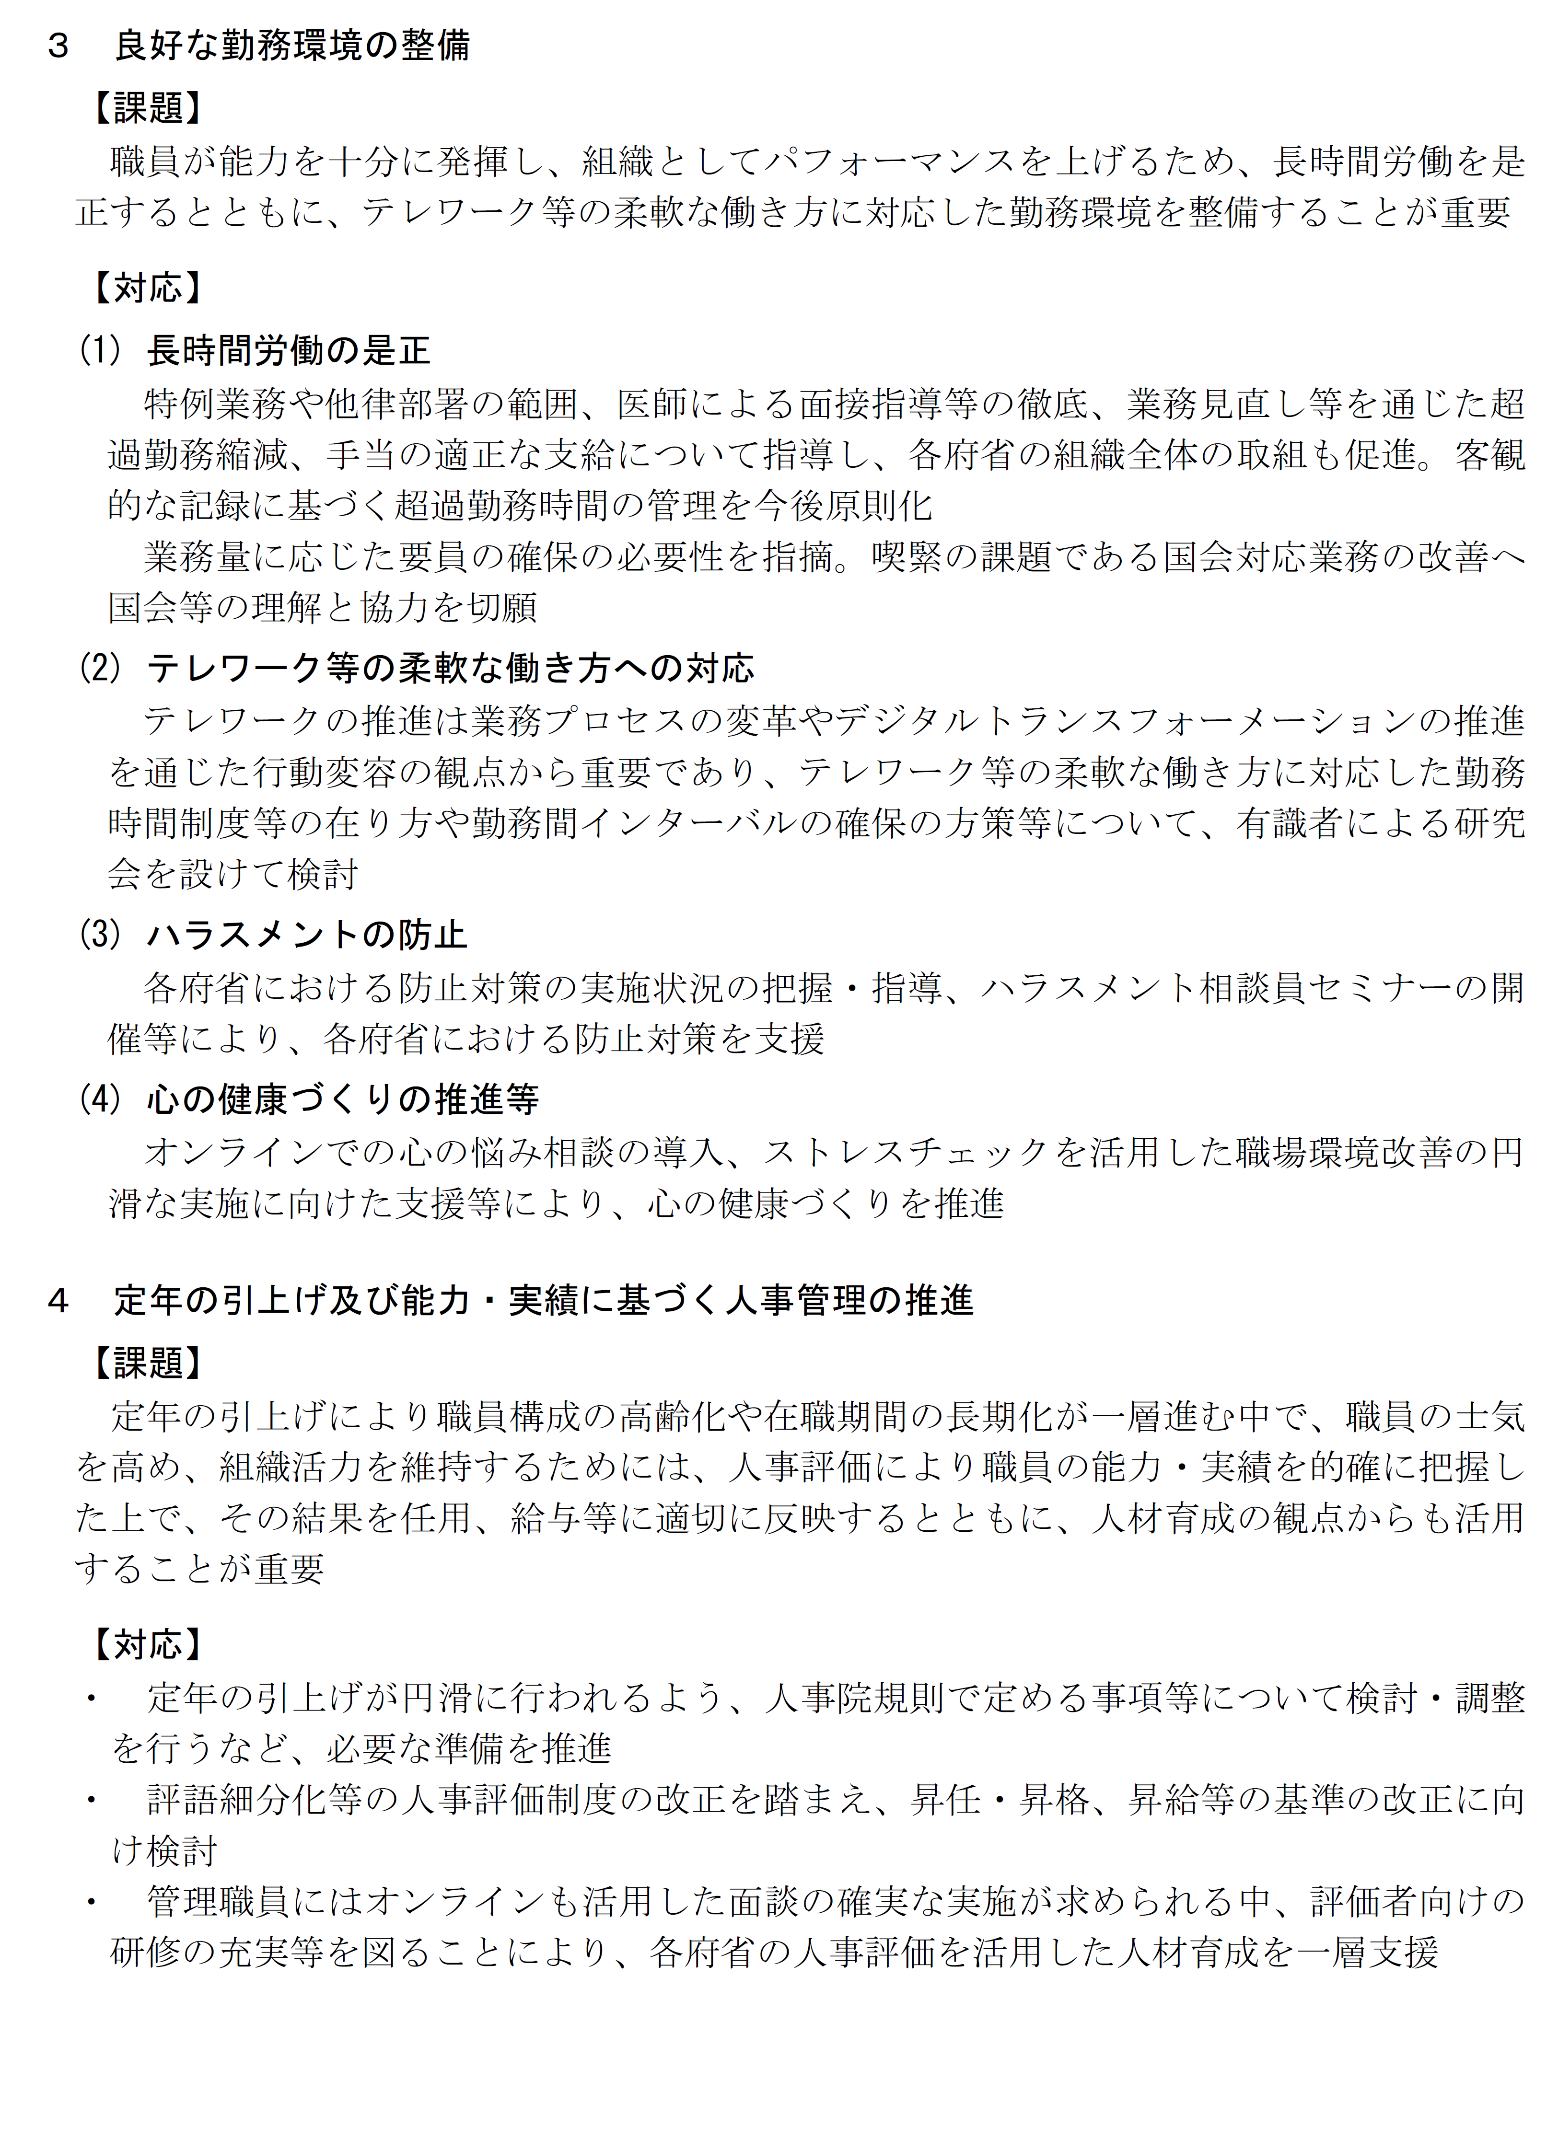 ３　良好な勤務環境の整備
【課題】
職員が能力を十分に発揮し、組織としてパフォーマンスを上げるため、長時間労働を是
正するとともに、テレワーク等の柔軟な働き方に対応した勤務環境を整備することが重要
【対応】
(1) 長時間労働の是正
特例業務や他律部署の範囲、医師による面接指導等の徹底、業務見直し等を通じた超
過勤務縮減、手当の適正な支給について指導し、各府省の組織全体の取組も促進。客観
的な記録に基づく超過勤務時間の管理を今後原則化
業務量に応じた要員の確保の必要性を指摘。喫緊の課題である国会対応業務の改善へ
国会等の理解と協力を切願
(2) テレワーク等の柔軟な働き方への対応
テレワークの推進は業務プロセスの変革やデジタルトランスフォーメーションの推進
を通じた行動変容の観点から重要であり、テレワーク等の柔軟な働き方に対応した勤務
時間制度等の在り方や勤務間インターバルの確保の方策等について、有識者による研究
会を設けて検討
(3) ハラスメントの防止
各府省における防止対策の実施状況の把握・指導、ハラスメント相談員セミナーの開
催等により、各府省における防止対策を支援
(4) 心の健康づくりの推進等
オンラインでの心の悩み相談の導入、ストレスチェックを活用した職場環境改善の円
滑な実施に向けた支援等により、心の健康づくりを推進
４　定年の引上げ及び能力・実績に基づく人事管理の推進
【課題】
定年の引上げにより職員構成の高齢化や在職期間の長期化が一層進む中で、職員の士気
を高め、組織活力を維持するためには、人事評価により職員の能力・実績を的確に把握し
た上で、その結果を任用、給与等に適切に反映するとともに、人材育成の観点からも活用
することが重要
【対応】
・　定年の引上げが円滑に行われるよう、人事院規則で定める事項等について検討・調整
を行うなど、必要な準備を推進
・　評語細分化等の人事評価制度の改正を踏まえ、昇任・昇格、昇給等の基準の改正に向
け検討
・　管理職員にはオンラインも活用した面談の確実な実施が求められる中、評価者向けの
研修の充実等を図ることにより、各府省の人事評価を活用した人材育成を一層支援